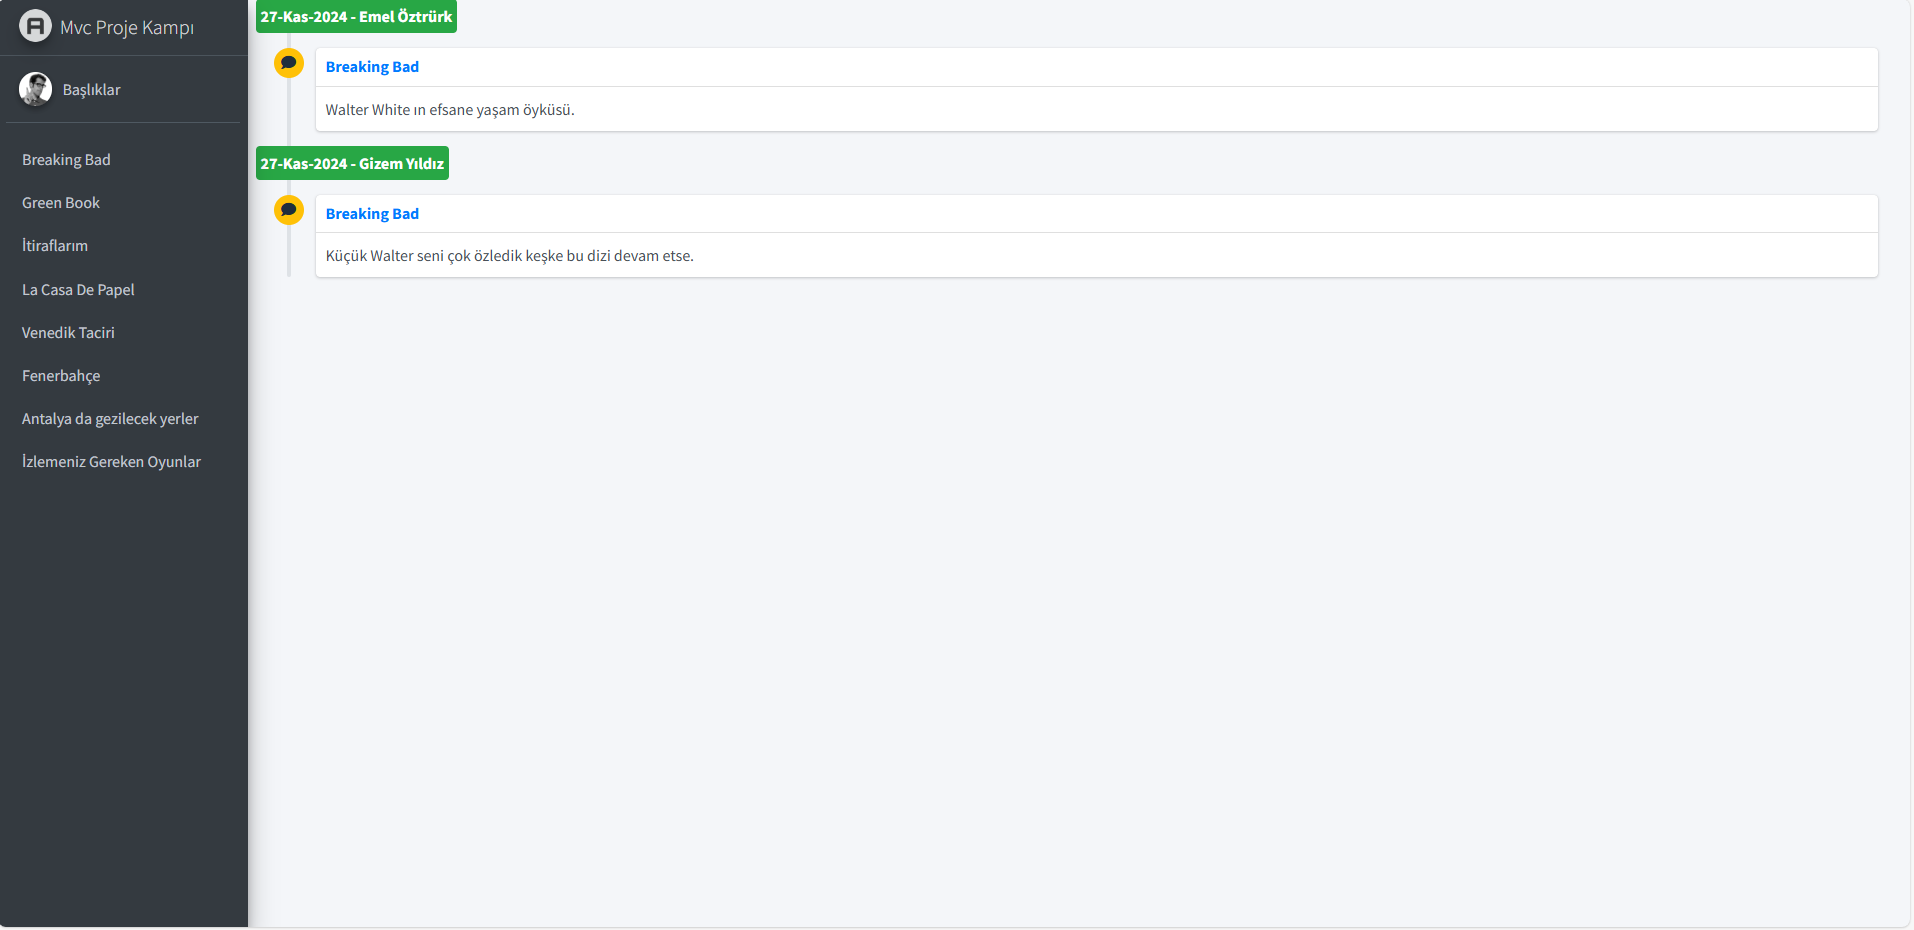 Mvc Proje Kampı
Başlıklar
Breaking Bad
Green Book
İtiraflarım
La Casa De Papel
Venedik Taciri
Fenerbahçe
Antalya da gezilecek yerler
İzlemeniz Gereken Oyunlar
27-Kas-2024 - Emel Öztrürk
Breaking Bad
Walter White ın efsane yaşam öyküsü.
27-Kas-2024 - Gizem Yıldız
Breaking Bad
Küçük Walter seni çok özledik keşke bu dizi devam etse.